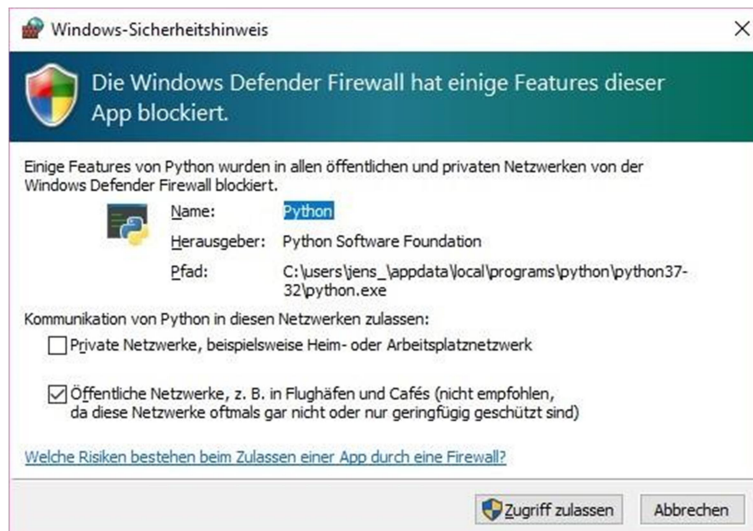 Windows-Sicherheitshinweis
Die Windows Defender Firewall hat einige Features dieser
App blockiert.
Einige Features von Python wurden in allen öffentlichen und privaten Netzwerken von der
Windows Defender Firewall blockiert.
Name: Python
Herausgeber: Python Software Foundation
Pfad: C:\users\jens_\appdata\local\programs\python\python37-
32\python.exe
Kommunikation von Python in diesen Netzwerken zulassen:
Private Netzwerke, beispielsweise Heim- oder Arbeitsplatznetzwerk
Öffentliche Netzwerke, z. B. in Flughäfen und Cafés (nicht empfohlen,
da diese Netzwerke oftmals gar nicht oder nur geringfügig geschützt sind)
Welche Risiken bestehen beim Zulassen einer App durch eine Firewall?
Zugriff zulassen Abbrechen